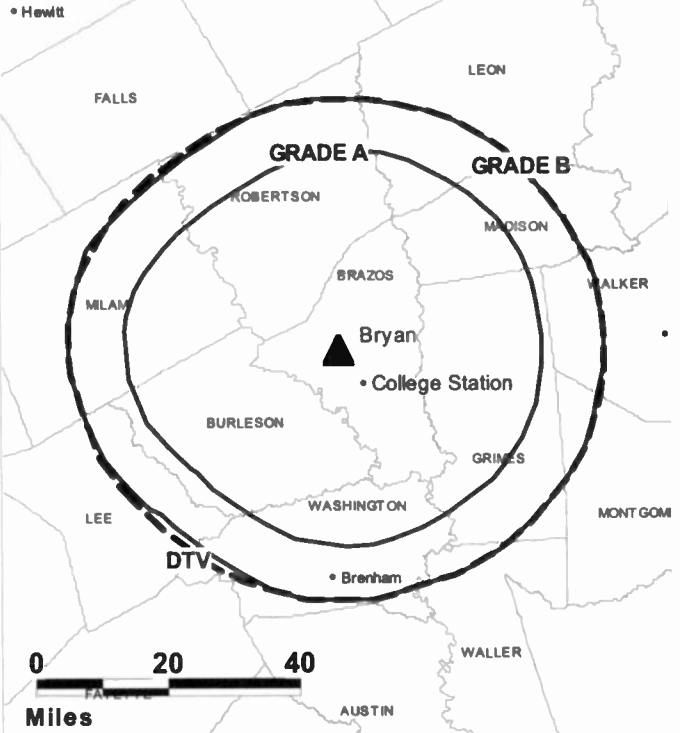 Hewitt
LEON
FALLS
GRADE A
GRADE B
ROBERTSON
MADISON
BRAZOS
WALKER
MILAM
Bryan
College Station
BURLESON
GRIMES
WASHINGTON
LEE
MONTGOM
DTV
Brenham
WALLER
0 20 40
FAYETTE
Miles
AUSTIN